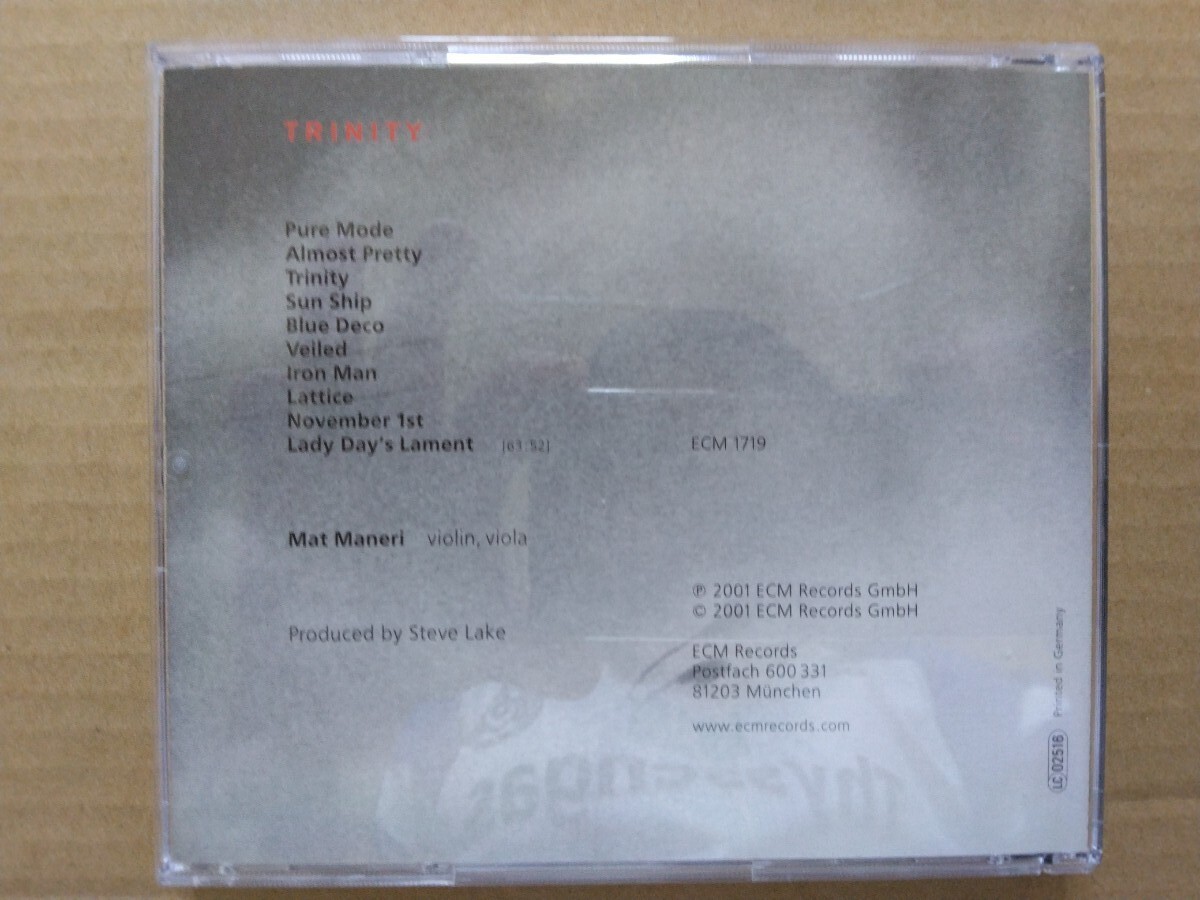 TRINITY
Pure Mode
Almost Pretty
Trinity
Sun Ship
Blue Deco
Veiled
Iron Man
Lattice
November 1st
Lady Day's Lament [63:52] ECM 1719
Mat Maneri violin, viola
Produced by Steve Lake
℗ 2001 ECM Records GmbH
© 2001 ECM Records GmbH
ECM Records
Postfach 600 331
81203 München
www.ecmrecords.com
Printed in Germany
LC 02516